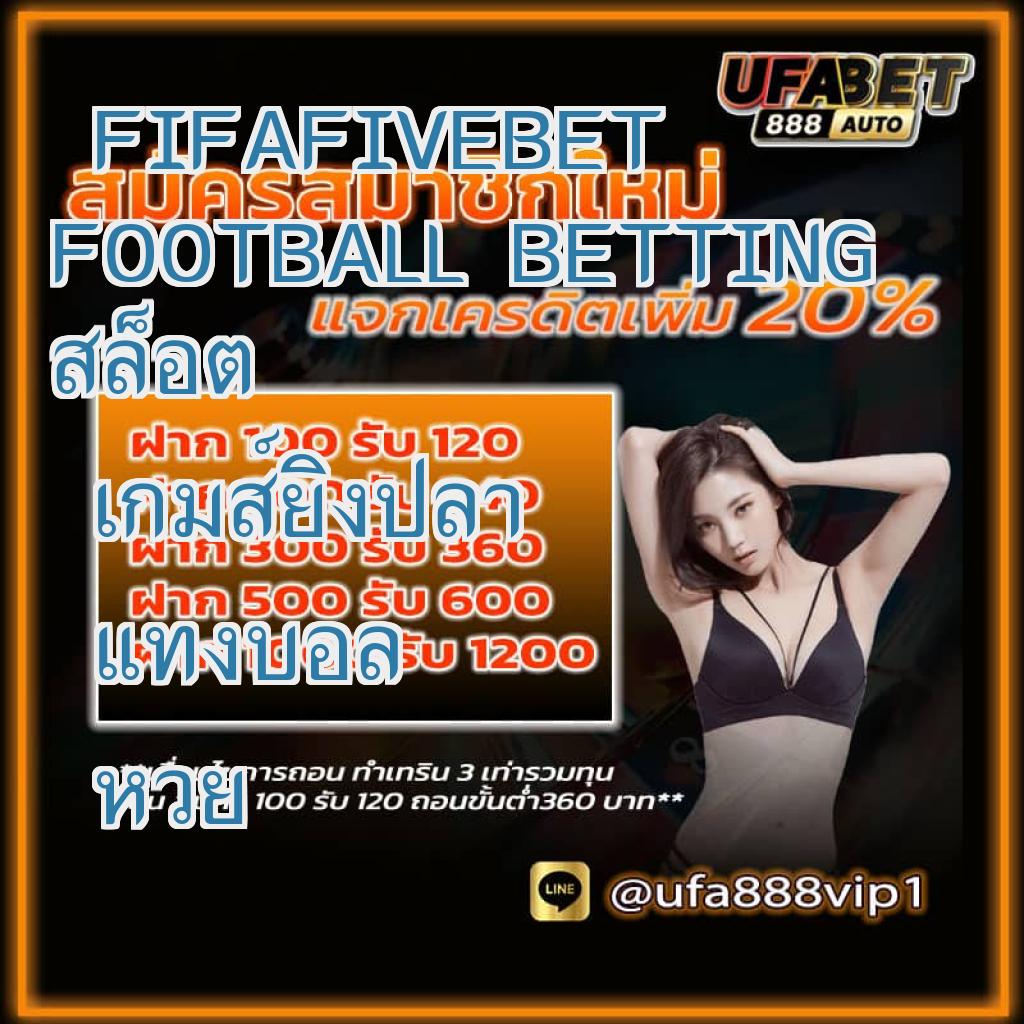 UFABET
888 AUTO
FIFAFIVEBET
สมัครสมาชิกใหม่
FOOTBALL BETTING
แจกเครดิตเพิ่ม 20%
สล็อต
ฝาก 100 รับ 120
เกมส์ยิงปลา
ฝาก 300 รับ 360
ฝาก 500 รับ 600
แทงบอล
รับ 1200
หวย
การถอน ทำเทริน 3 เท่ารวมทุน
100 รับ 120 ถอนขั้นต่ำ360 บาท**
LINE
@ufa888vip1